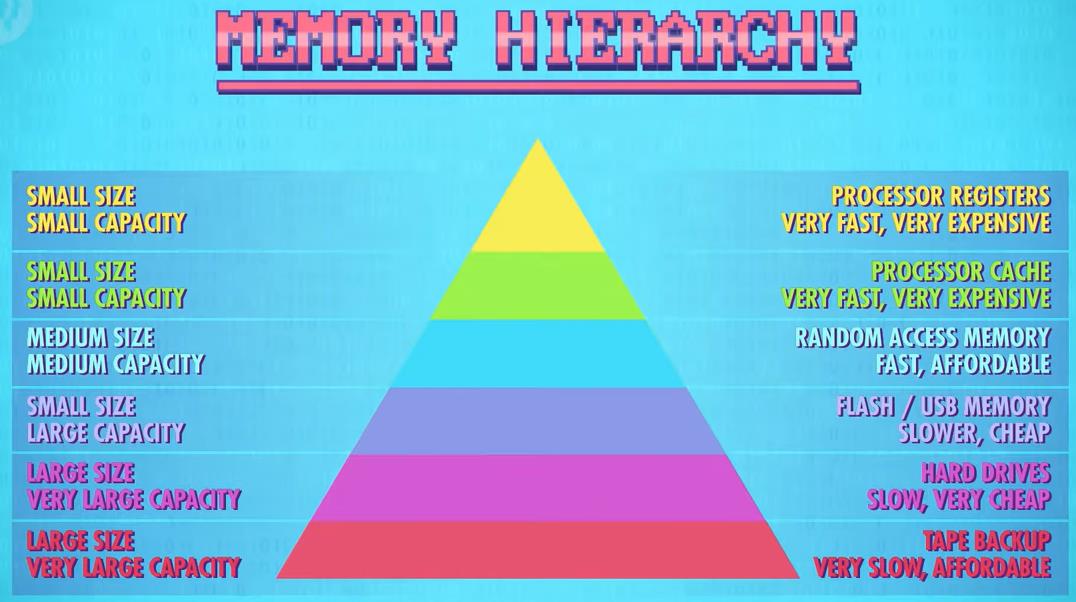 MEMORY HIERARCHY
SMALL SIZE
SMALL CAPACITY
PROCESSOR REGISTERS
VERY FAST, VERY EXPENSIVE
SMALL SIZE
SMALL CAPACITY
PROCESSOR CACHE
VERY FAST, VERY EXPENSIVE
MEDIUM SIZE
MEDIUM CAPACITY
RANDOM ACCESS MEMORY
FAST, AFFORDABLE
SMALL SIZE
LARGE CAPACITY
FLASH / USB MEMORY
SLOWER, CHEAP
LARGE SIZE
VERY LARGE CAPACITY
HARD DRIVES
SLOW, VERY CHEAP
LARGE SIZE
VERY LARGE CAPACITY
TAPE BACKUP
VERY SLOW, AFFORDABLE